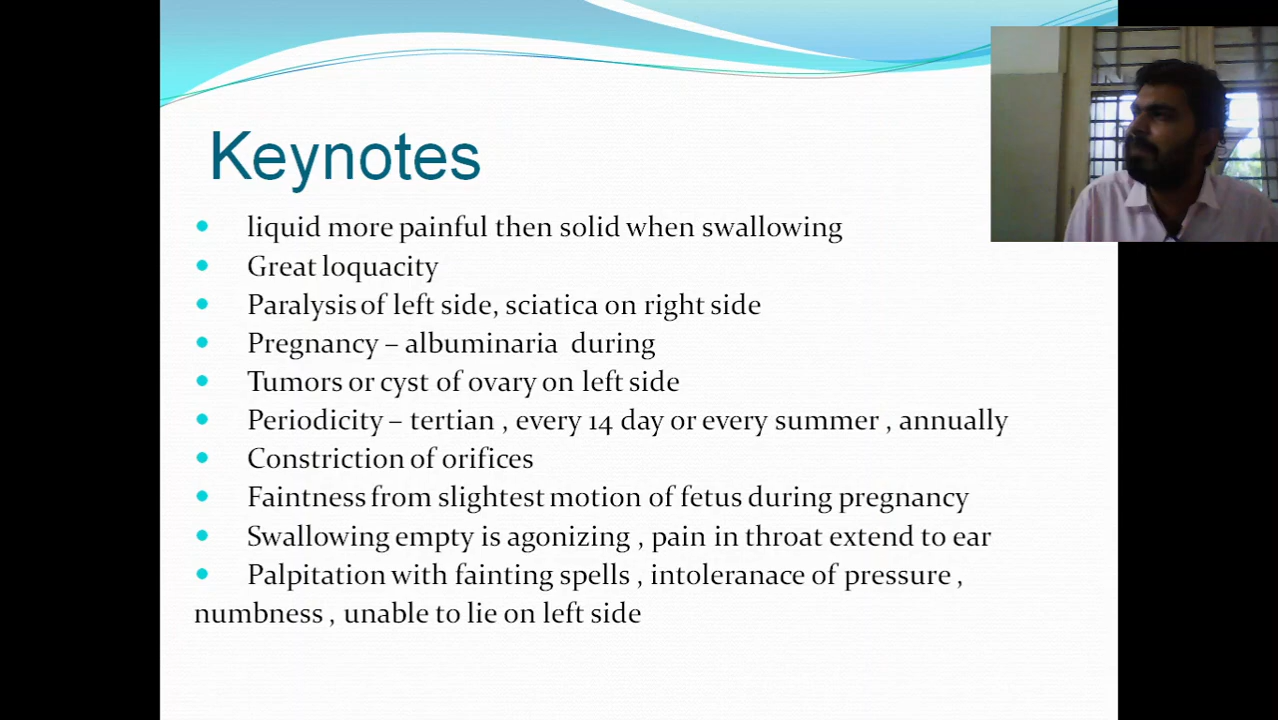 Keynotes
liquid more painful then solid when swallowing
Great loquacity
Paralysis of left side, sciatica on right side
Pregnancy – albuminaria during
Tumors or cyst of ovary on left side
Periodicity – tertian , every 14 day or every summer , annually
Constriction of orifices
Faintness from slightest motion of fetus during pregnancy
Swallowing empty is agonizing , pain in throat extend to ear
Palpitation with fainting spells , intoleranace of pressure ,
numbness , unable to lie on left side